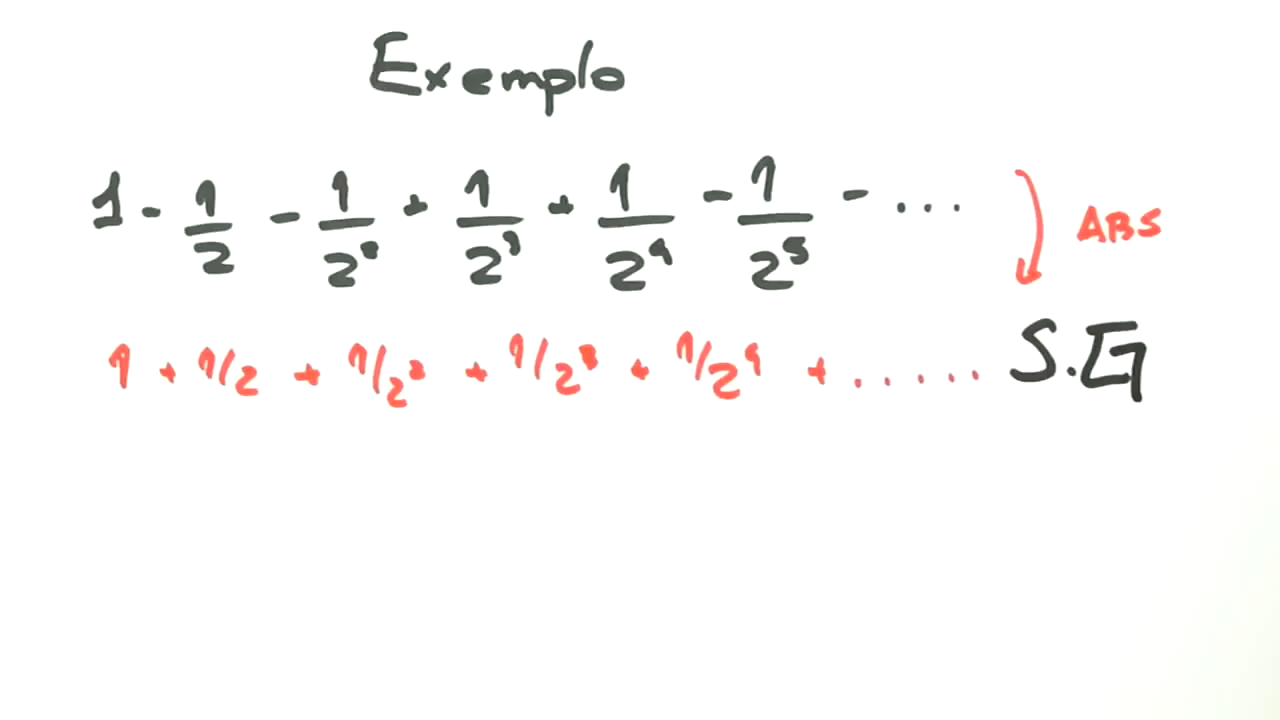 Exemplo
1 - 1/2 - 1/2² + 1/2³ + 1/2⁴ - 1/2⁵ - ...
ABS
1 + 1/2 + 1/2² + 1/2³ + 1/2⁴ + ...... S.G